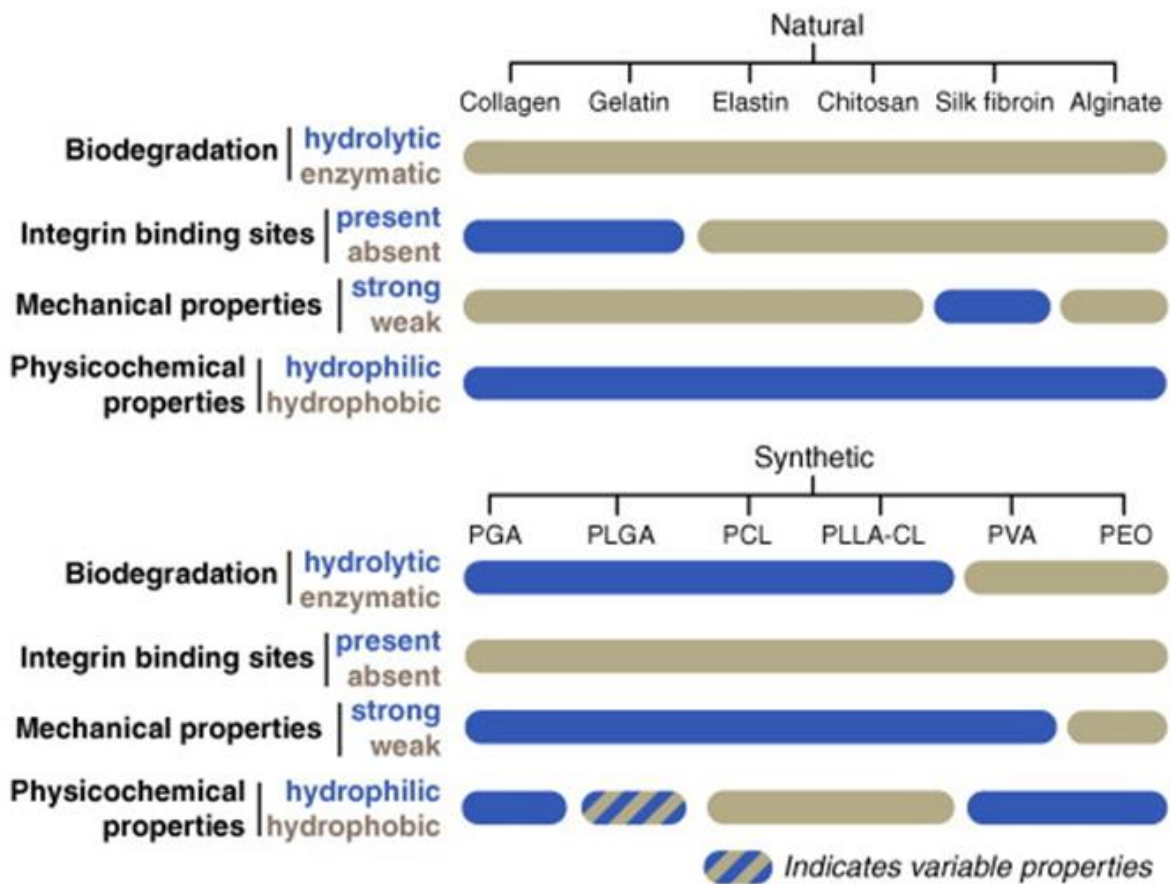 Natural
Collagen Gelatin Elastin Chitosan Silk fibroin Alginate
Biodegradation hydrolytic
enzymatic
Integrin binding sites present
absent
Mechanical properties strong
weak
Physicochemical properties hydrophilic
hydrophobic
Synthetic
PGA PLGA PCL PLLA-CL PVA PEO
Biodegradation hydrolytic
enzymatic
Integrin binding sites present
absent
Mechanical properties strong
weak
Physicochemical properties hydrophilic
hydrophobic
Indicates variable properties